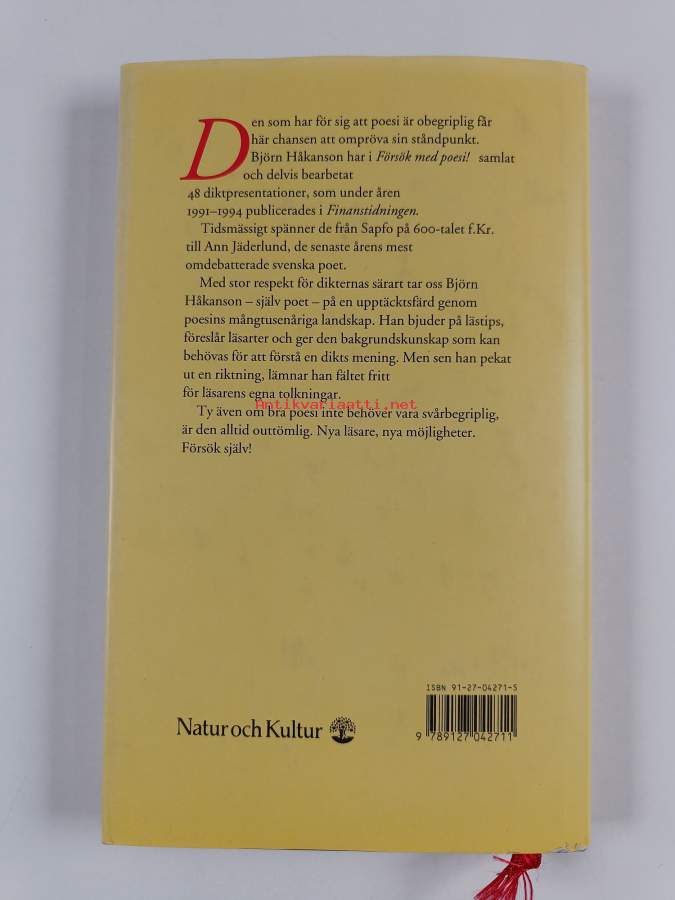 Den som har för sig att poesi är obegriplig får
här chansen att ompröva sin ståndpunkt.
Björn Håkanson har i Försök med poesi! samlat
och delvis bearbetat
48 diktpresentationer, som under åren
1991–1994 publicerades i Finanstidningen.
Tidsmässigt spänner de från Sapfo på 600-talet f.Kr.
till Ann Jäderlund, de senaste årens mest
omdebatterade svenska poet.
Med stor respekt för dikternas särart tar oss Björn
Håkanson – själv poet – på en upptäcktsfärd genom
poesins mångtusenåriga landskap. Han bjuder på lästips,
föreslår läsarter och ger den bakgrundskunskap som kan
behövas för att förstå en dikts mening. Men sen han pekat
ut en riktning, lämnar han fältet fritt
för läsarens egna tolkningar.
Antikvariaatti.net
Ty även om bra poesi inte behöver vara svårbegriplig,
är den alltid outtömlig. Nya läsare, nya möjligheter.
Försök själv!
ISBN 91-27-04271-5
Natur och Kultur
9 789127 042711